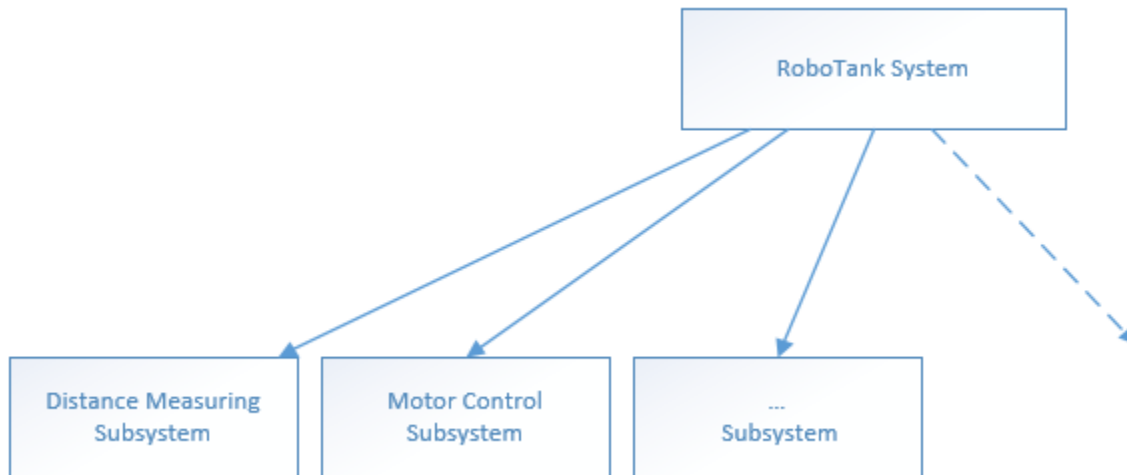 RoboTank System
Distance Measuring
Subsystem
Motor Control
Subsystem
...
Subsystem